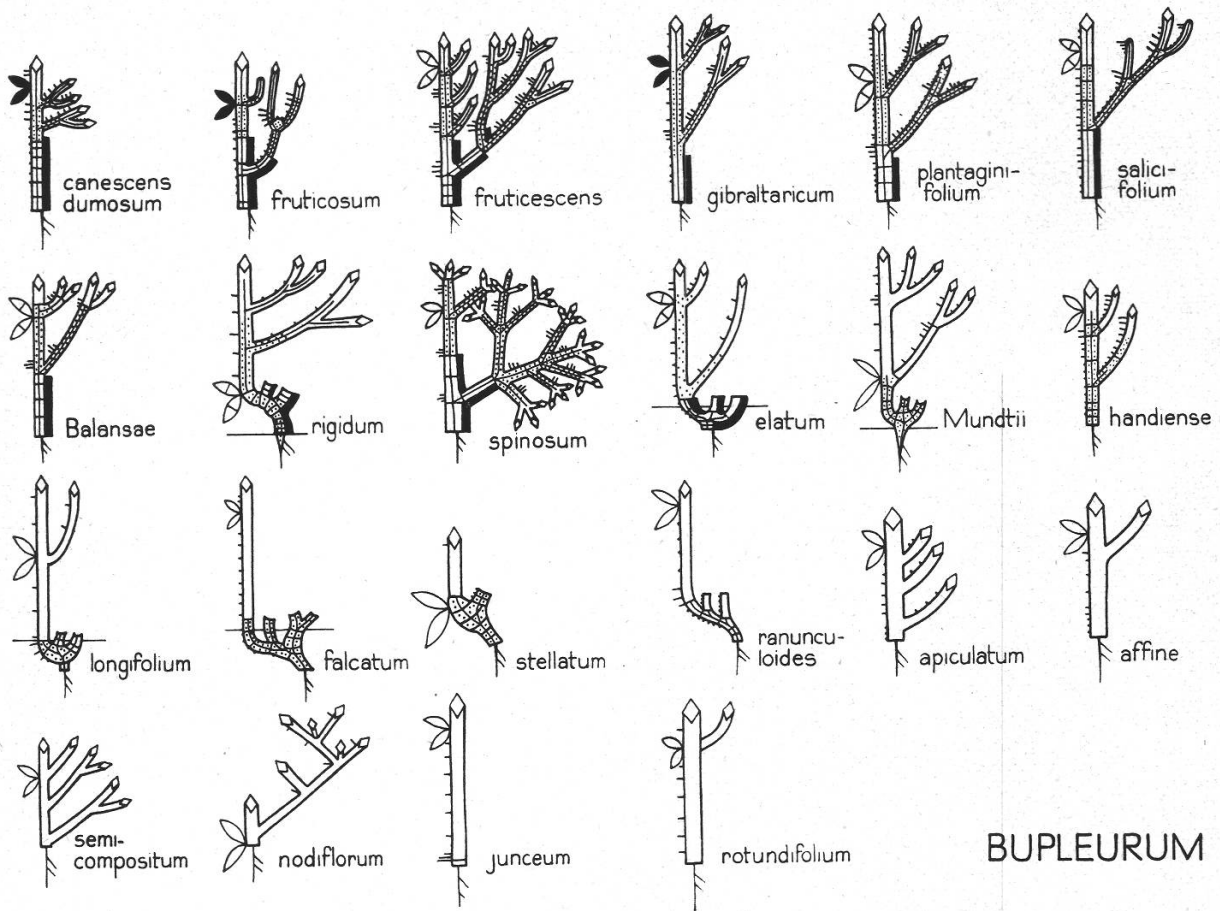 canescens
dumosum
fruticosum
fruticescens
gibraltaricum
plantagini-
folium
salici-
folium
Balansae
rigidum
spinosum
elatum
Mundtii
handiense
longifolium
falcatum
stellatum
ranuncu-
loides
apiculatum
affine
semi-
compositum
nodiflorum
junceum
rotundifolium
BUPLEURUM